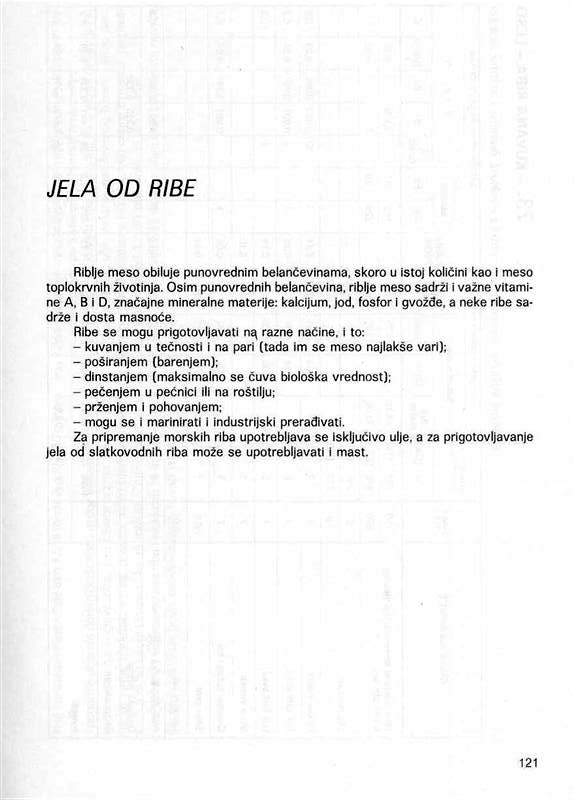 JELA OD RIBE
Riblje meso obiluje punovrednim belančevinama, skoro u istoj količini kao i meso
toplokrvnih životinja. Osim punovrednih belančevina, riblje meso sadrži i važne vitami-
ne A, B i D, značajne mineralne materije: kalcijum, jod, fosfor i gvožđe, a neke ribe sa-
drže i dosta masnoće.
Ribe se mogu prigotovljavati na razne načine, i to:
– kuvanjem u tečnosti i na pari (tada im se meso najlakše vari);
– poširanjem (barenjem);
– dinstanjem (maksimalno se čuva biološka vrednost);
– pečenjem u pećnici ili na roštilju;
– prženjem i pohovanjem;
– mogu se i marinirati i industrijski prerađivati.
Za pripremanje morskih riba upotrebljava se isključivo ulje, a za prigotovljavanje
jela od slatkovodnih riba može se upotrebljavati i mast.
121